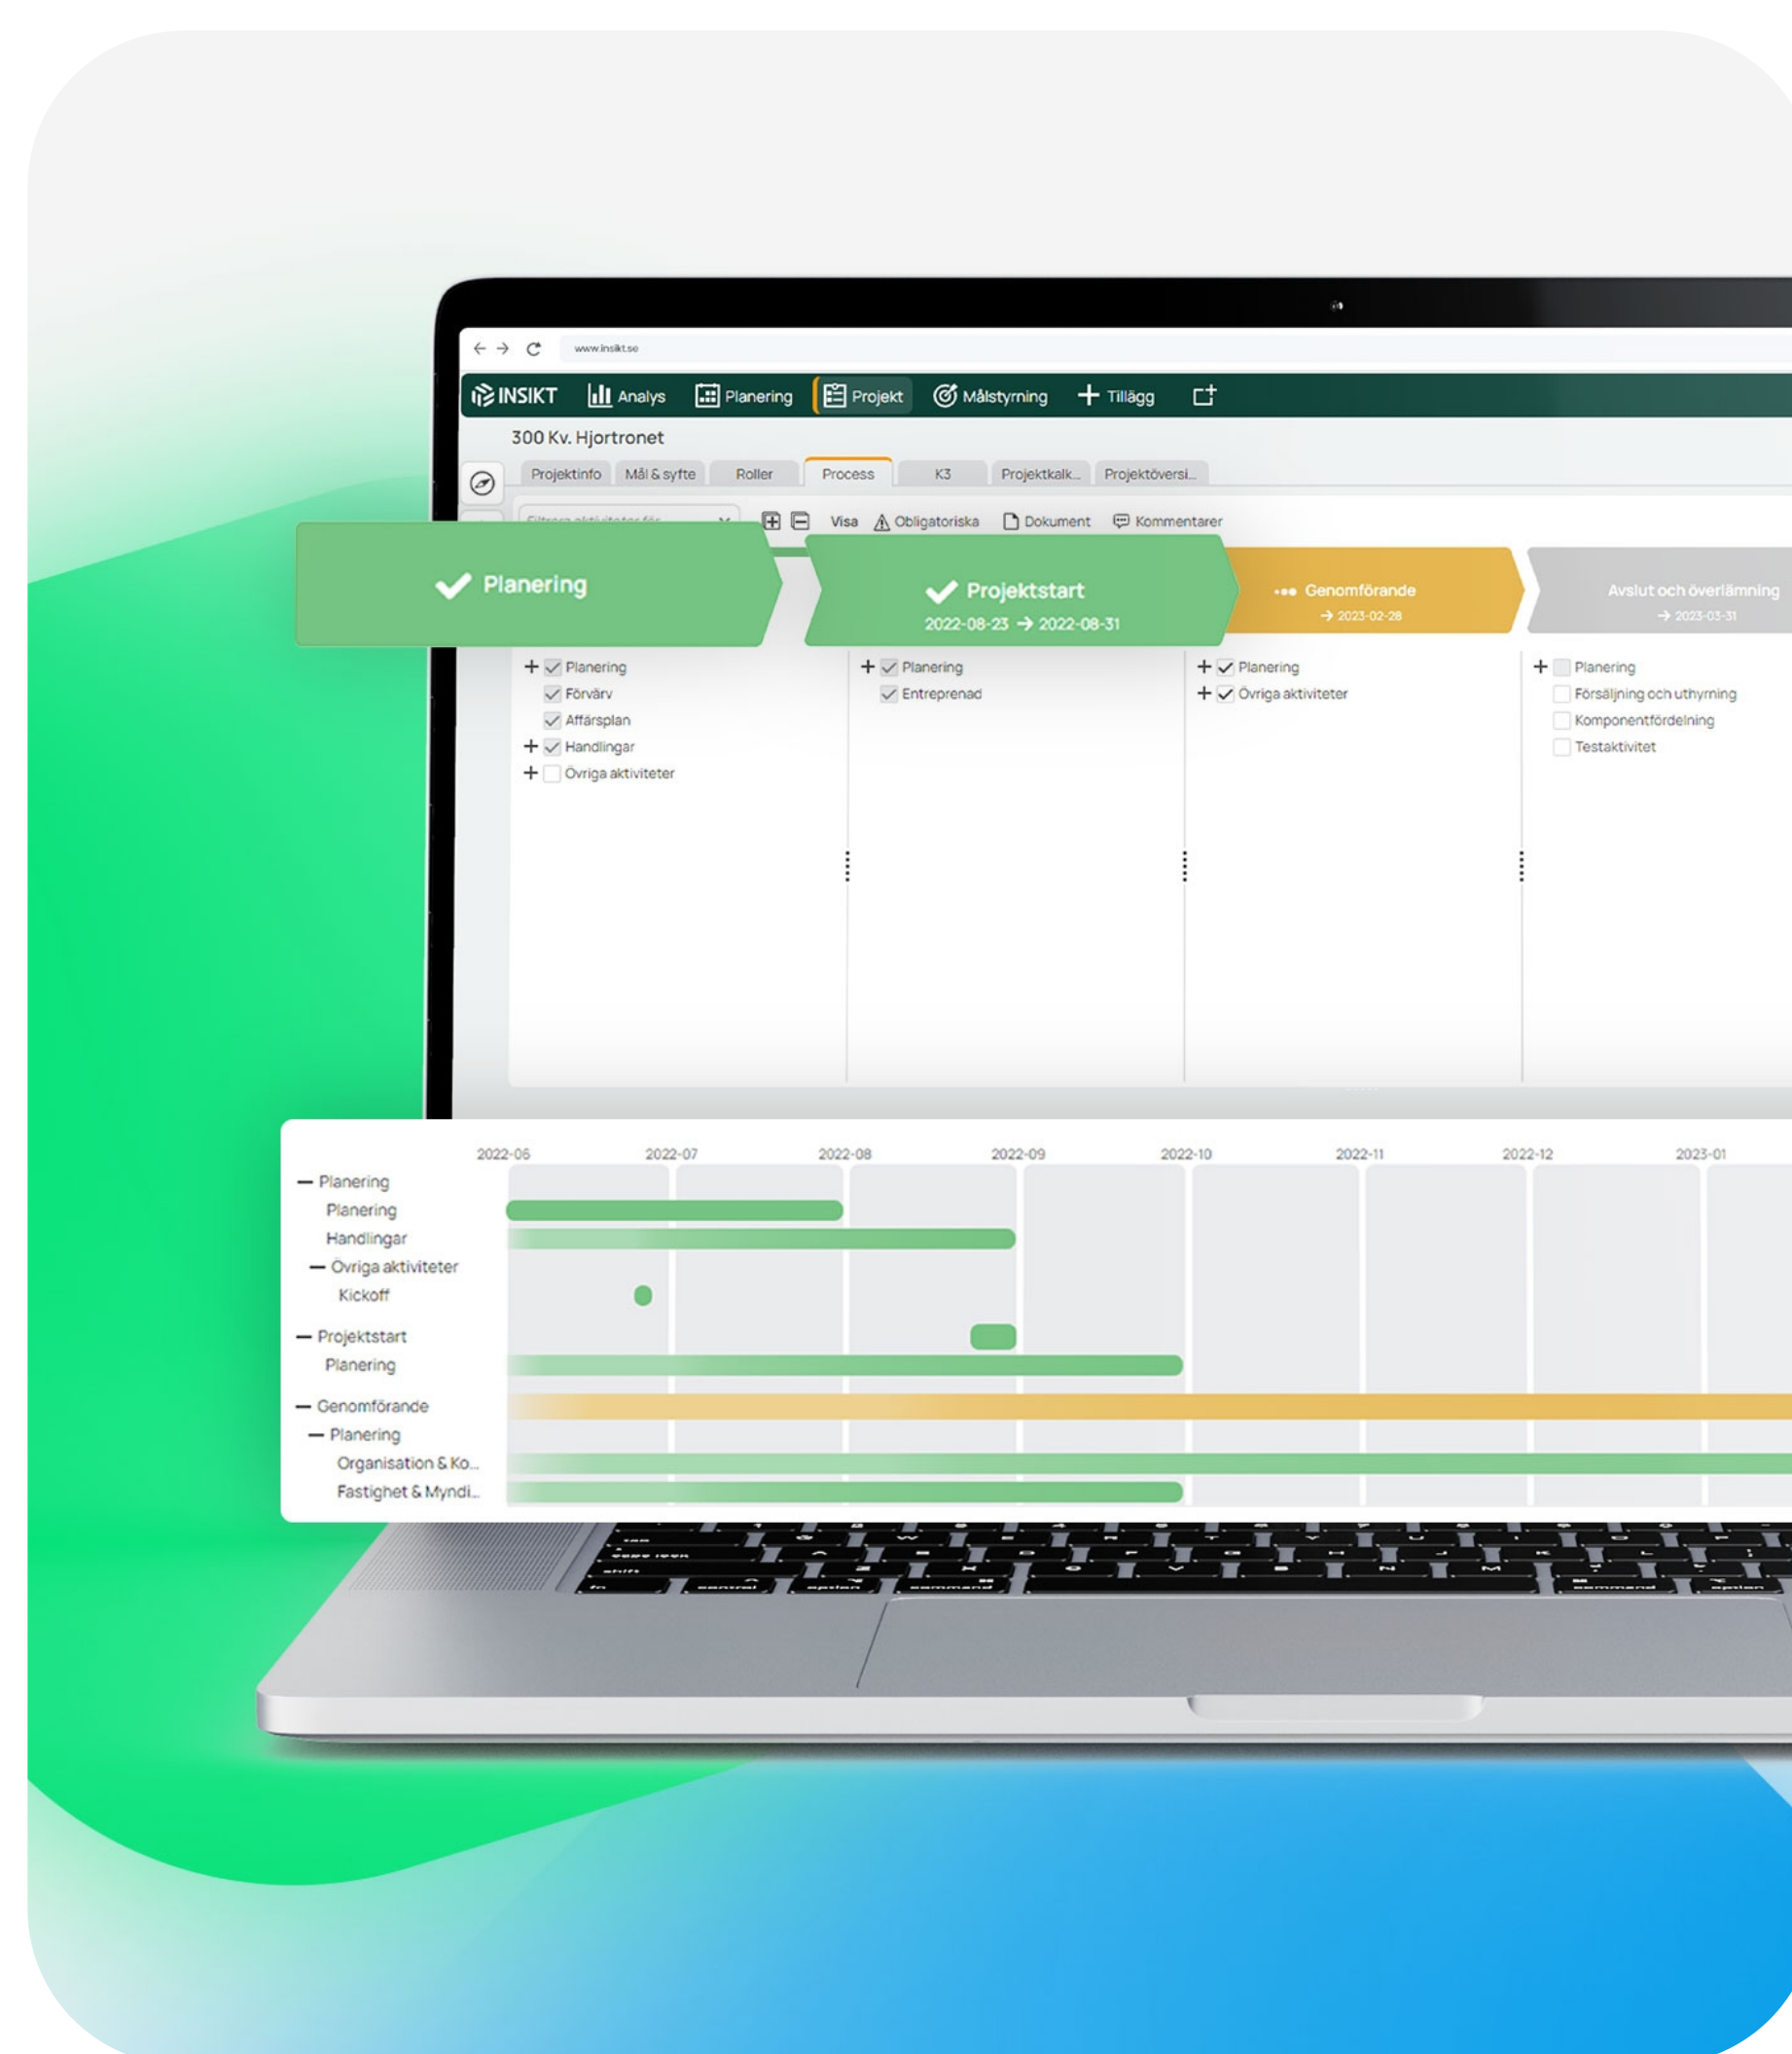 www.insikt.se
INSIKT Analys Planering Projekt Målstyrning Tillägg
300 Kv. Hjortronet
Projektinfo Mål & syfte Roller Process K3 Projektkalk... Projektöversi...
Visa Obligatoriska Dokument Kommentarer
Planering
Projektstart
2022-08-23 → 2022-08-31
Genomförande
→ 2023-02-28
Avslut och överlämning
→ 2023-03-31
Planering
Förvärv
Affärsplan
Handlingar
Övriga aktiviteter
Planering
Entreprenad
Planering
Övriga aktiviteter
Planering
Försäljning och uthyrning
Komponentfördelning
Testaktivitet
2022-06 2022-07 2022-08 2022-09 2022-10 2022-11 2022-12 2023-01
Planering
Planering
Handlingar
Övriga aktiviteter
Kickoff
Projektstart
Planering
Genomförande
Planering
Organisation & Ko...
Fastighet & Myndi...